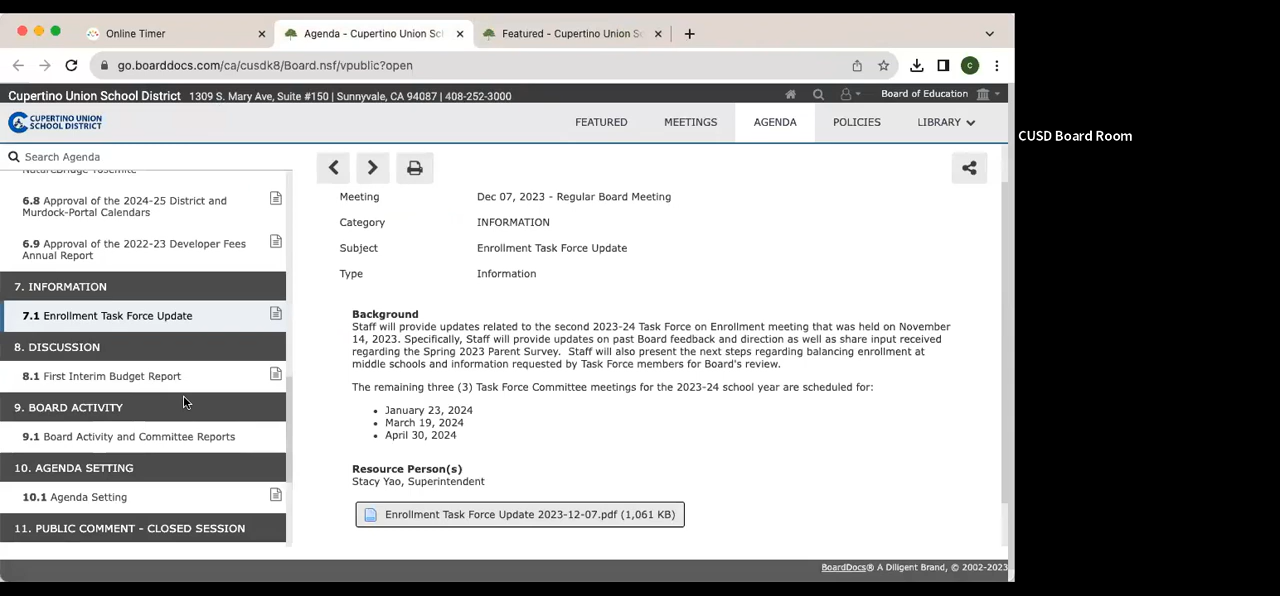 Online Timer
Agenda - Cupertino Union Sc
Featured - Cupertino Union S
go.boarddocs.com/ca/cusdk8/Board.nsf/vpublic?open
C
Cupertino Union School District 1309 S. Mary Ave, Suite #150 | Sunnyvale, CA 94087 | 408-252-3000
Board of Education
CUPERTINO UNION
SCHOOL DISTRICT
FEATURED
MEETINGS
AGENDA
POLICIES
LIBRARY
CUSD Board Room
Search Agenda
NatureBridge Yosemite
6.8 Approval of the 2024-25 District and
Murdock-Portal Calendars
6.9 Approval of the 2022-23 Developer Fees
Annual Report
7. INFORMATION
7.1 Enrollment Task Force Update
8. DISCUSSION
8.1 First Interim Budget Report
9. BOARD ACTIVITY
9.1 Board Activity and Committee Reports
10. AGENDA SETTING
10.1 Agenda Setting
11. PUBLIC COMMENT - CLOSED SESSION
Meeting Dec 07, 2023 - Regular Board Meeting
Category INFORMATION
Subject Enrollment Task Force Update
Type Information
Background
Staff will provide updates related to the second 2023-24 Task Force on Enrollment meeting that was held on November
14, 2023. Specifically, Staff will provide updates on past Board feedback and direction as well as share input received
regarding the Spring 2023 Parent Survey. Staff will also present the next steps regarding balancing enrollment at
middle schools and information requested by Task Force members for Board's review.
The remaining three (3) Task Force Committee meetings for the 2023-24 school year are scheduled for:
• January 23, 2024
• March 19, 2024
• April 30, 2024
Resource Person(s)
Stacy Yao, Superintendent
Enrollment Task Force Update 2023-12-07.pdf (1,061 KB)
BoardDocs® A Diligent Brand, © 2002-2023